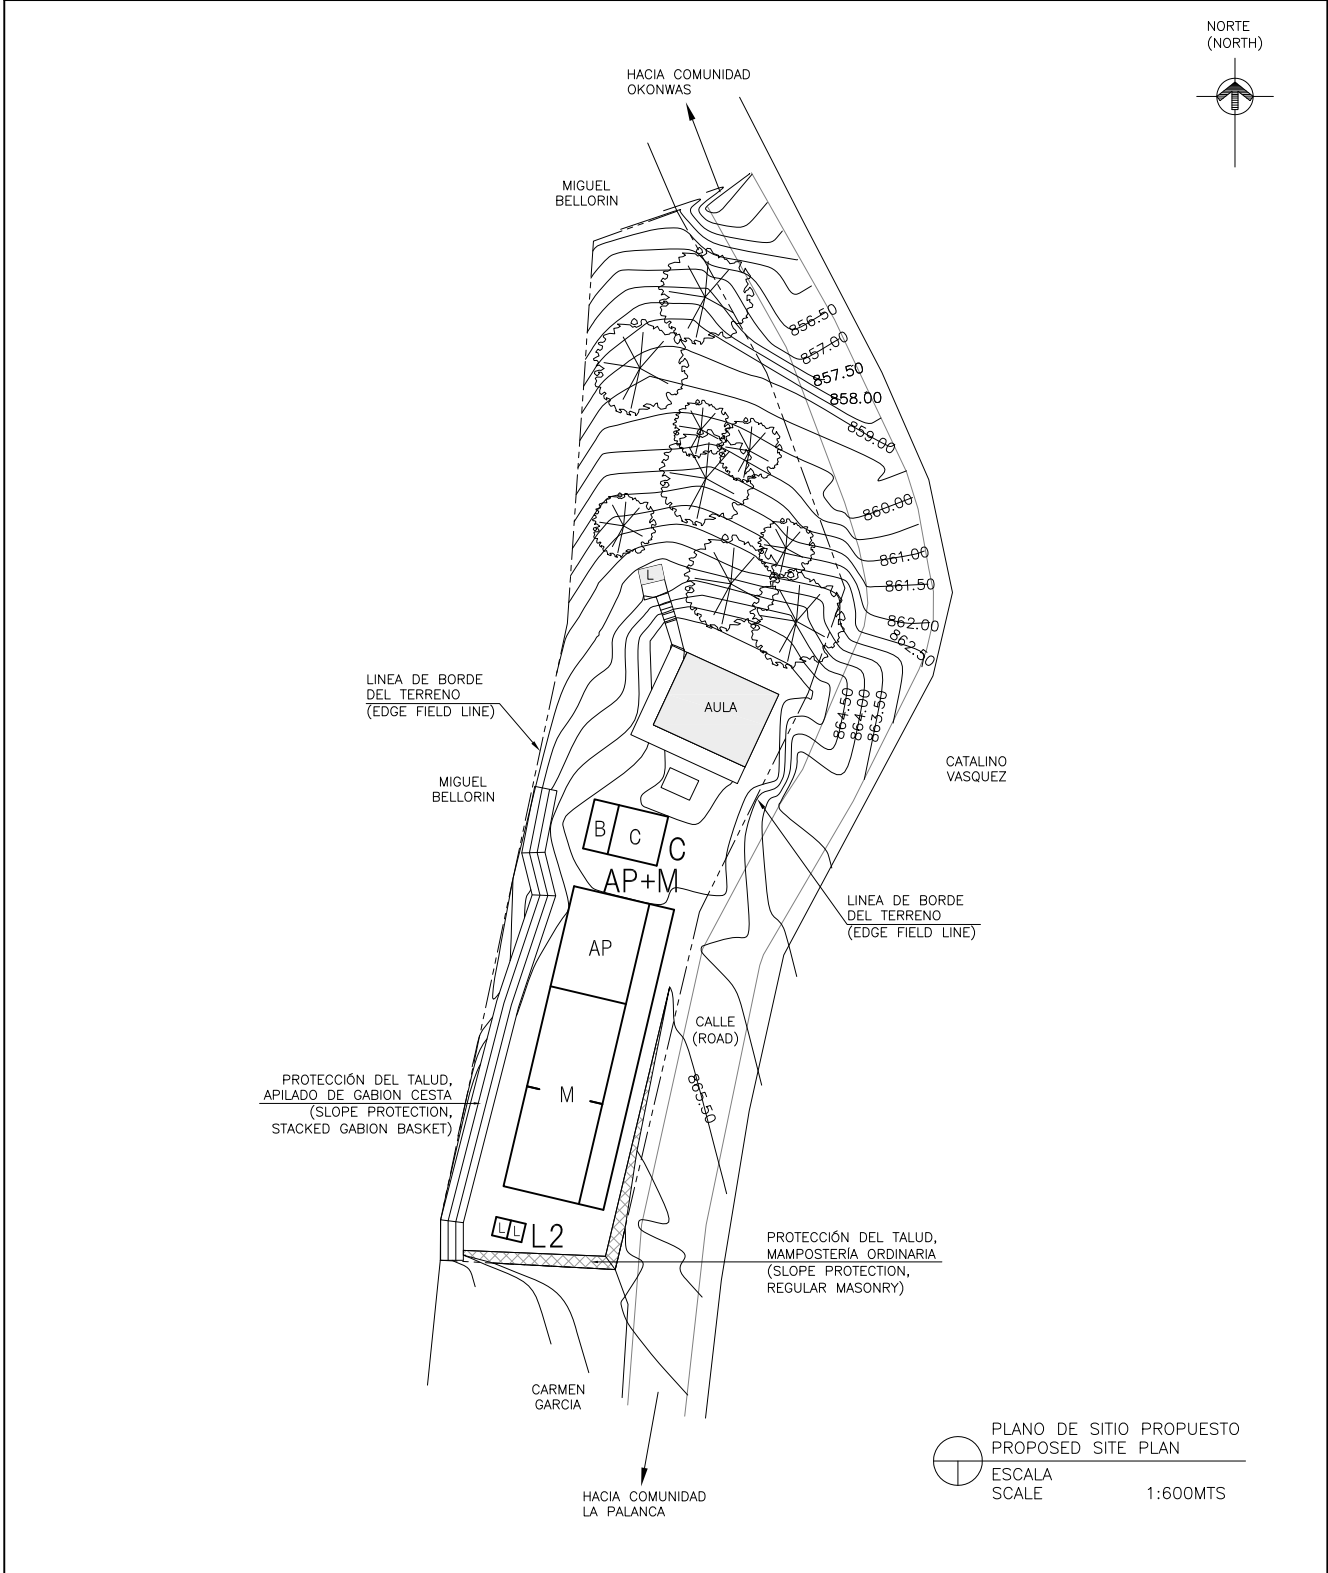 NORTE
(NORTH)
HACIA COMUNIDAD
OKONWAS
MIGUEL
BELLORIN
856.50
857.00
857.50
858.00
859.00
860.00
861.00
861.50
862.00
862.50
L
LINEA DE BORDE
DEL TERRENO
(EDGE FIELD LINE)
AULA
864.50
864.00
863.50
CATALINO
VASQUEZ
MIGUEL
BELLORIN
B
C
C
AP+M
LINEA DE BORDE
DEL TERRENO
(EDGE FIELD LINE)
AP
CALLE
(ROAD)
865.50
PROTECCIÓN DEL TALUD,
APILADO DE GABION CESTA
(SLOPE PROTECTION,
STACKED GABION BASKET)
M
L L
L2
PROTECCIÓN DEL TALUD,
MAMPOSTERÍA ORDINARIA
(SLOPE PROTECTION,
REGULAR MASONRY)
CARMEN
GARCIA
HACIA COMUNIDAD
LA PALANCA
PLANO DE SITIO PROPUESTO
PROPOSED SITE PLAN
ESCALA
SCALE 1:600MTS